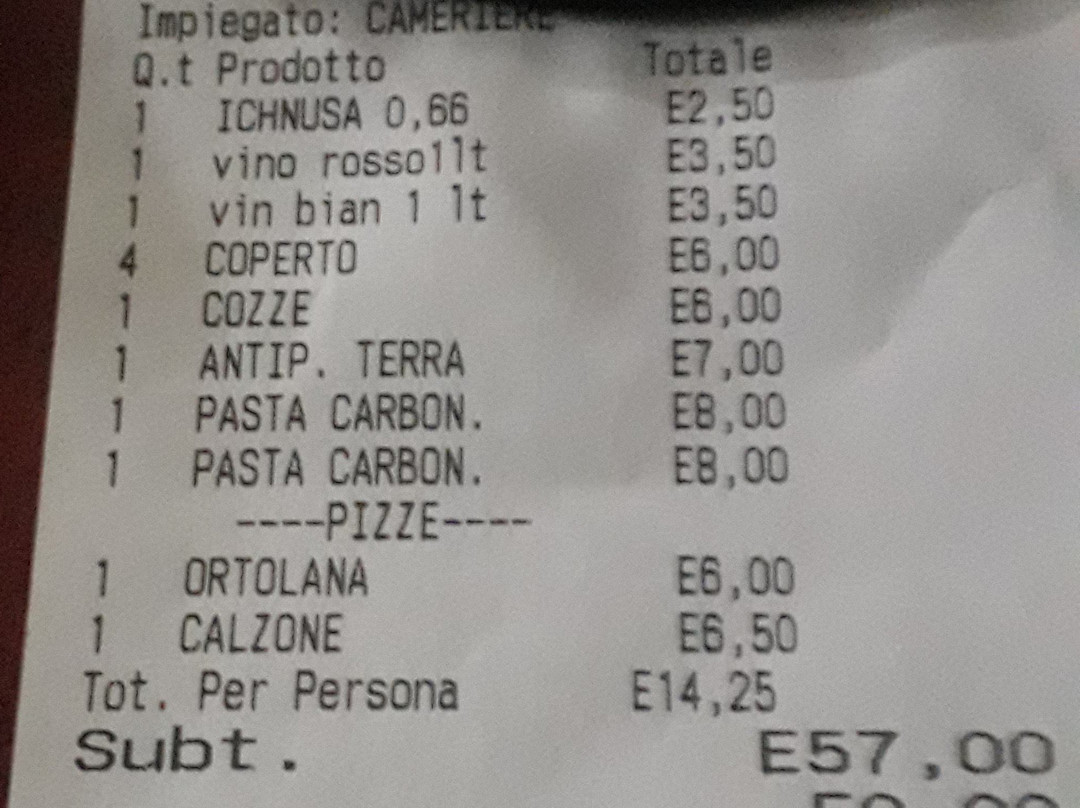 Impiegato: CAMERIERE
Q.t Prodotto Totale
1 ICHNUSA 0,66 E2,50
1 vino rosso1lt E3,50
1 vin bian 1 lt E3,50
4 COPERTO E6,00
1 COZZE E6,00
1 ANTIP. TERRA E7,00
1 PASTA CARBON. E8,00
1 PASTA CARBON. E8,00
----PIZZE----
1 ORTOLANA E6,00
1 CALZONE E6,50
Tot. Per Persona E14,25
Subt. E57,00